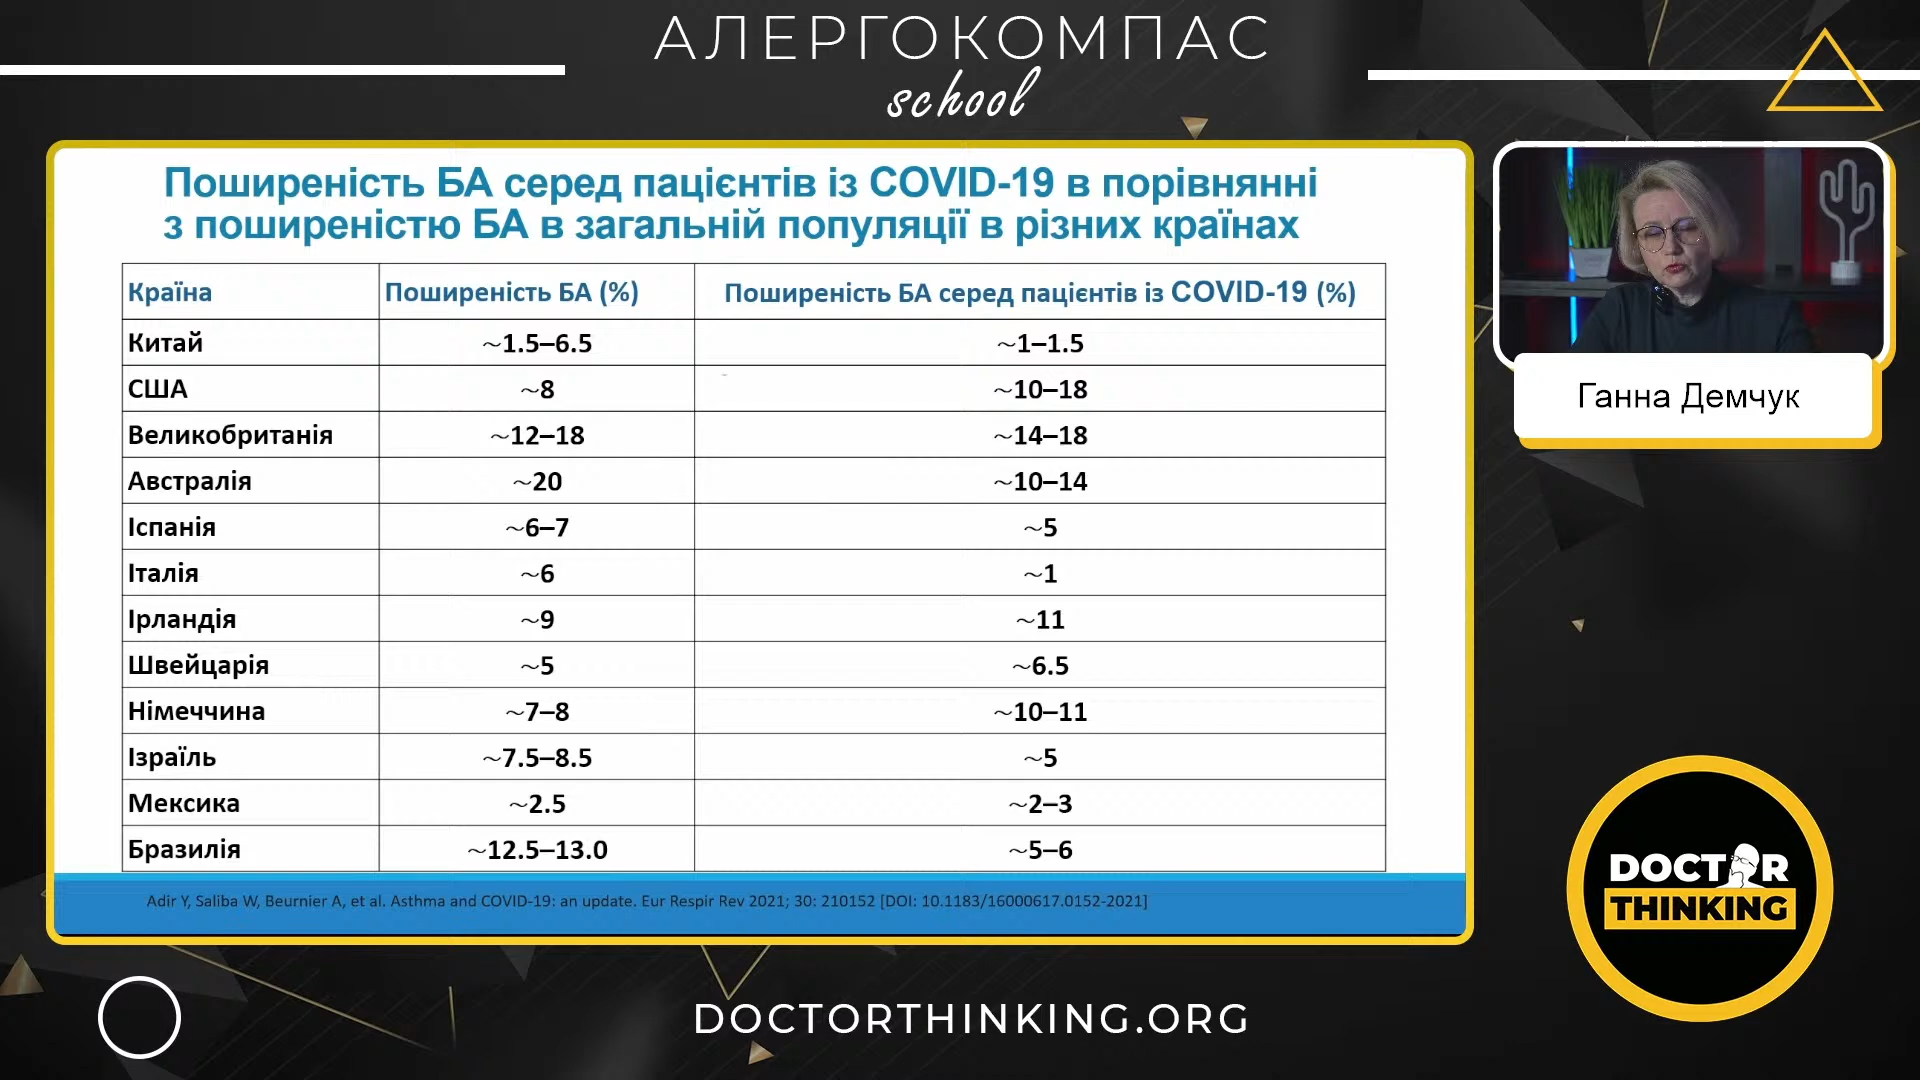 АЛЕРГОКОМПАС
school
Поширеність БА серед пацієнтів із COVID-19 в порівнянні
з поширеністю БА в загальній популяції в різних країнах
Країна Поширеність БА (%) Поширеність БА серед пацієнтів із COVID-19 (%)
Китай ~1.5–6.5 ~1–1.5
США ~8 ~10–18
Великобританія ~12–18 ~14–18
Австралія ~20 ~10–14
Іспанія ~6–7 ~5
Італія ~6 ~1
Ірландія ~9 ~11
Швейцарія ~5 ~6.5
Німеччина ~7–8 ~10–11
Ізраїль ~7.5–8.5 ~5
Мексика ~2.5 ~2–3
Бразилія ~12.5–13.0 ~5–6
Adir Y, Saliba W, Beurnier A, et al. Asthma and COVID-19: an update. Eur Respir Rev 2021; 30: 210152 [DOI: 10.1183/16000617.0152-2021]
Ганна Демчук
DOCTOR
THINKING
DOCTORTHINKING.ORG